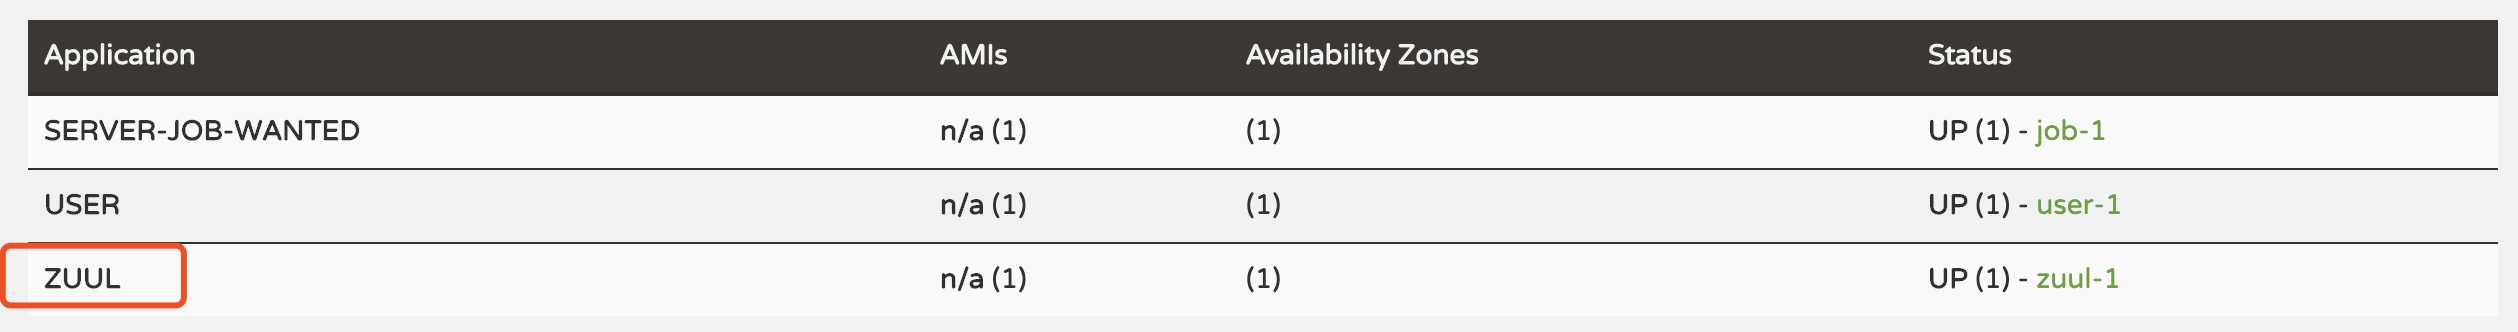 Application AMIs Availability Zones Status
SERVER-JOB-WANTED n/a (1) (1) UP (1) - job-1
USER n/a (1) (1) UP (1) - user-1
ZUUL n/a (1) (1) UP (1) - zuul-1